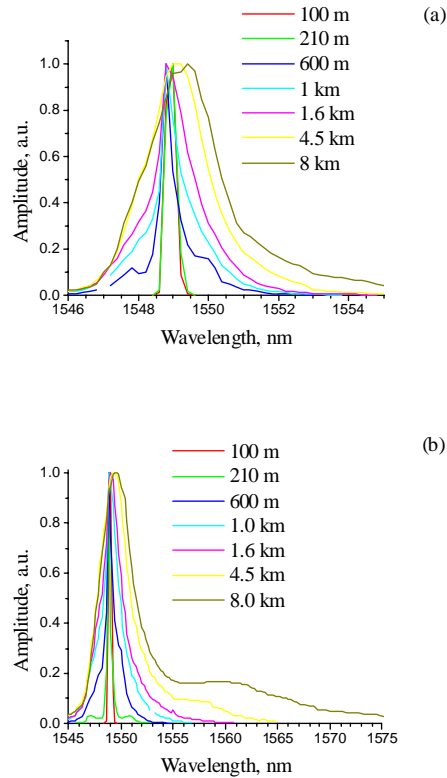 (a)
100 m
210 m
600 m
1 km
1.6 km
4.5 km
8 km
Amplitude, a.u.
1.0
0.8
0.6
0.4
0.2
0.0
1546 1548 1550 1552 1554
Wavelength, nm
(b)
100 m
210 m
600 m
1.0 km
1.6 km
4.5 km
8.0 km
Amplitude, a.u.
1.0
0.8
0.6
0.4
0.2
0.0
1545 1550 1555 1560 1565 1570 1575
Wavelength, nm